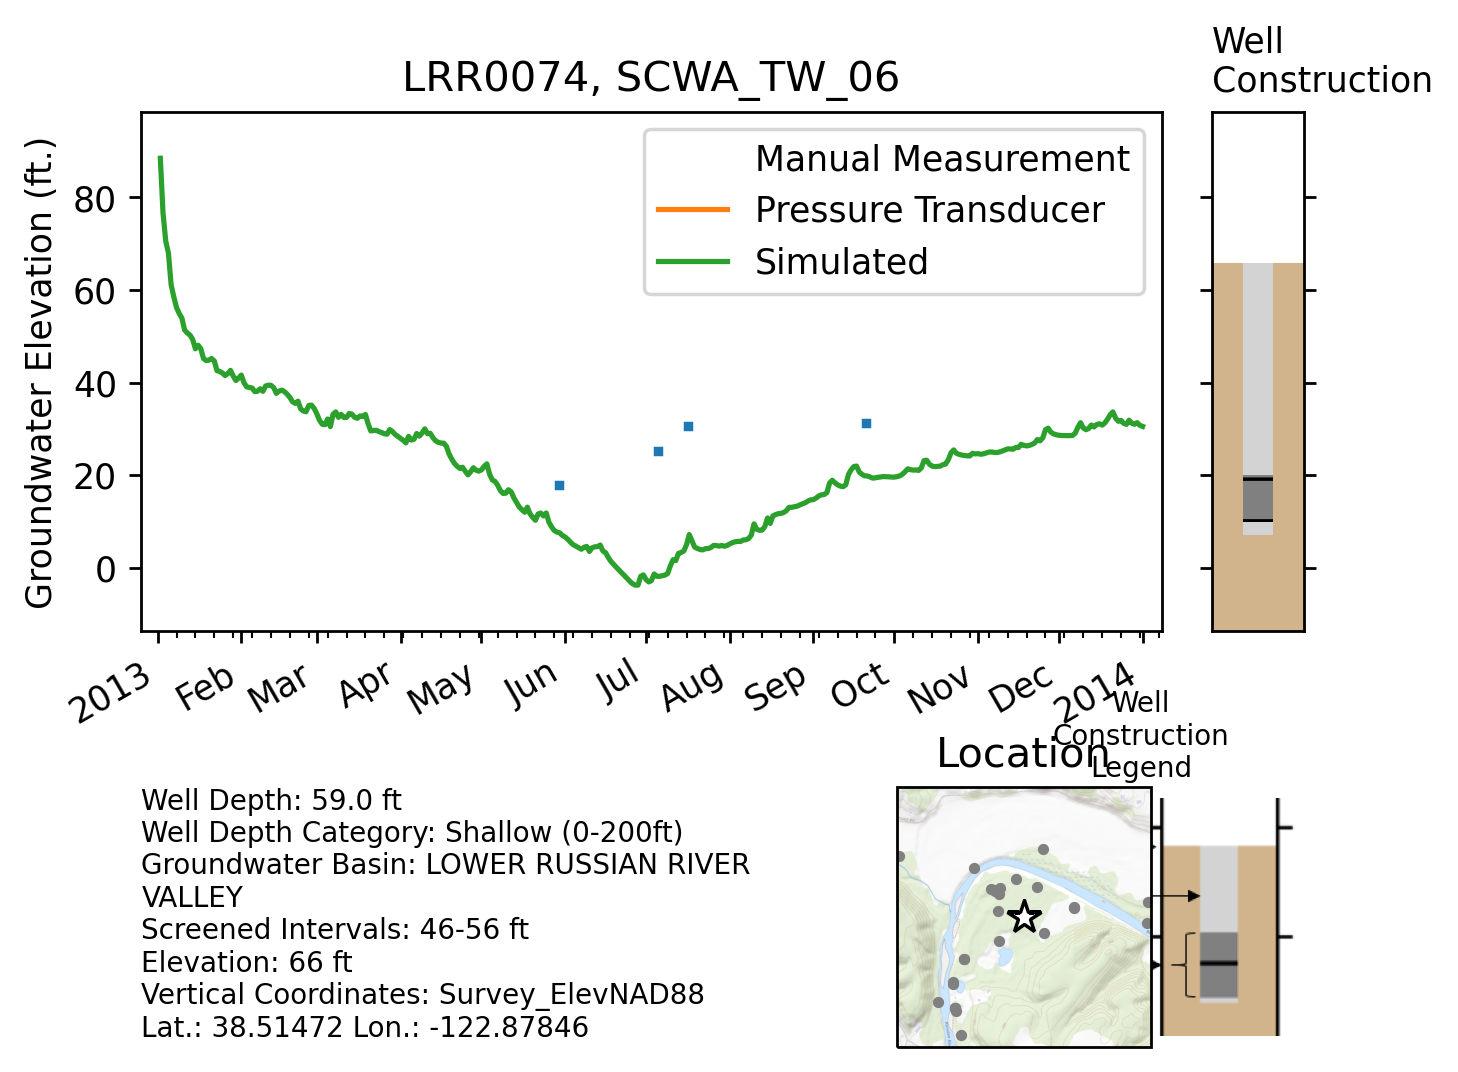 Well
Construction
LRR0074, SCWA_TW_06
Groundwater Elevation (ft.)
80
60
40
20
0
Manual Measurement
Pressure Transducer
Simulated
2013
Feb
Mar
Apr
May
Jun
Jul
Aug
Sep
Oct
Nov
Dec
2014
Well
Construction
Legend
Location
Well Depth: 59.0 ft
Well Depth Category: Shallow (0-200ft)
Groundwater Basin: LOWER RUSSIAN RIVER
VALLEY
Screened Intervals: 46-56 ft
Elevation: 66 ft
Vertical Coordinates: Survey_ElevNAD88
Lat.: 38.51472 Lon.: -122.87846